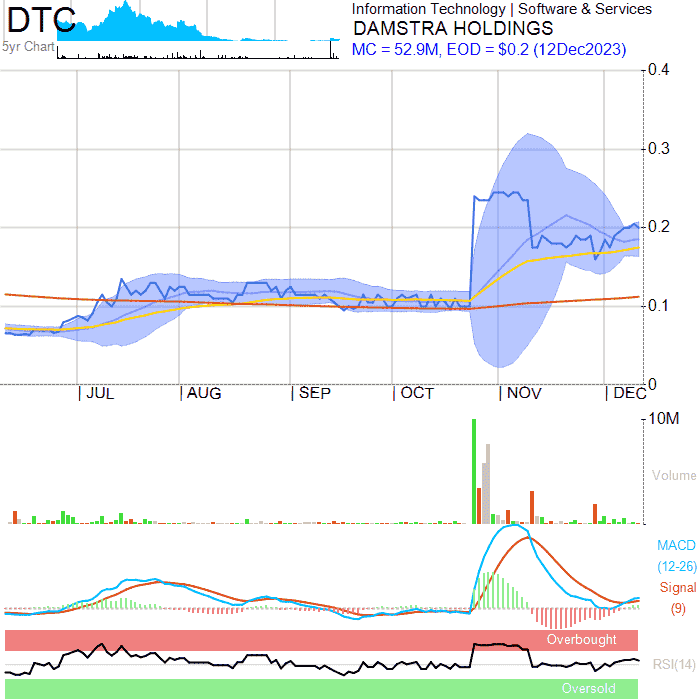 DTC
5yr Chart
Information Technology | Software & Services
DAMSTRA HOLDINGS
MC = 52.9M, EOD = $0.2 (12Dec2023)
0.4
0.3
0.2
0.1
0
JUL AUG SEP OCT NOV DEC
10M
Volume
MACD
(12-26)
Signal
(9)
Overbought
RSI(14)
Oversold